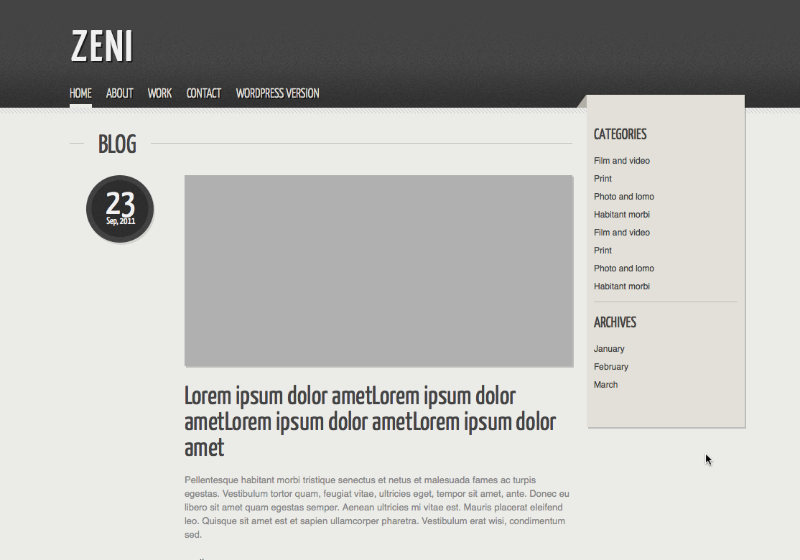 ZENI
HOME ABOUT WORK CONTACT WORDPRESS VERSION
BLOG
23
Sep, 2011
Lorem ipsum dolor ametLorem ipsum dolor
ametLorem ipsum dolor ametLorem ipsum dolor
amet
Pellentesque habitant morbi tristique senectus et netus et malesuada fames ac turpis
egestas. Vestibulum tortor quam, feugiat vitae, ultricies eget, tempor sit amet, ante. Donec eu
libero sit amet quam egestas semper. Aenean ultricies mi vitae est. Mauris placerat eleifend
leo. Quisque sit amet est et sapien ullamcorper pharetra. Vestibulum erat wisi, condimentum
sed.
CATEGORIES
Film and video
Print
Photo and lomo
Habitant morbi
Film and video
Print
Photo and lomo
Habitant morbi
ARCHIVES
January
February
March